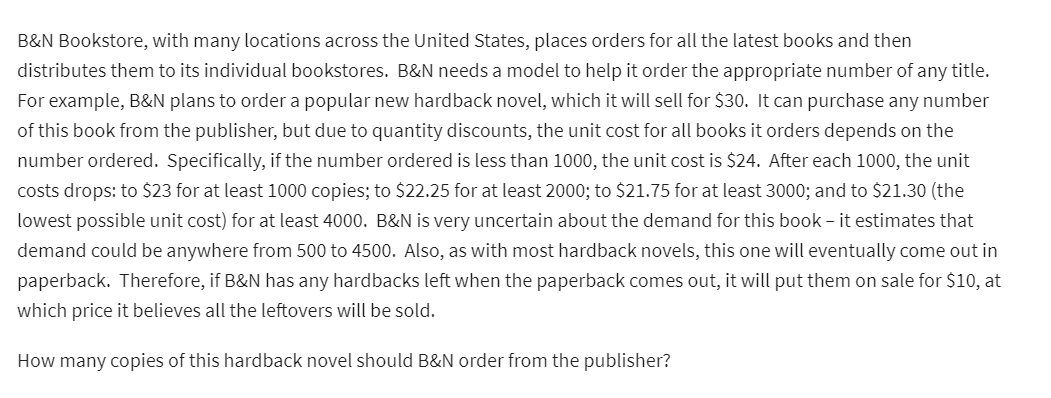 B&N Bookstore, with many locations across the United States, places orders for all the latest books and then
distributes them to its individual bookstores.  B&N needs a model to help it order the appropriate number of any title.
For example, B&N plans to order a popular new hardback novel, which it will sell for $30.  It can purchase any number
of this book from the publisher, but due to quantity discounts, the unit cost for all books it orders depends on the
number ordered.  Specifically, if the number ordered is less than 1000, the unit cost is $24.  After each 1000, the unit
costs drops: to $23 for at least 1000 copies; to $22.25 for at least 2000; to $21.75 for at least 3000; and to $21.30 (the
lowest possible unit cost) for at least 4000.  B&N is very uncertain about the demand for this book – it estimates that
demand could be anywhere from 500 to 4500.  Also, as with most hardback novels, this one will eventually come out in
paperback.  Therefore, if B&N has any hardbacks left when the paperback comes out, it will put them on sale for $10, at
which price it believes all the leftovers will be sold.
How many copies of this hardback novel should B&N order from the publisher?